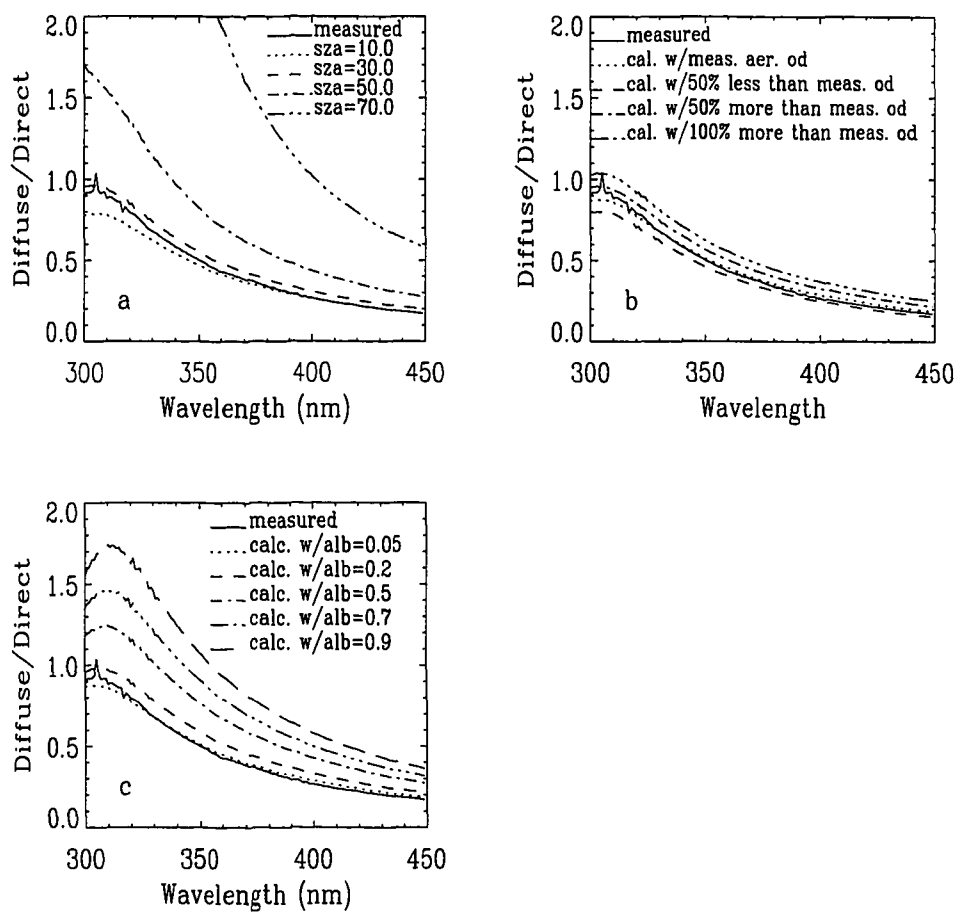 2.0
1.5
1.0
0.5
0.0
Diffuse/Direct
measured
sza=10.0
sza=30.0
sza=50.0
sza=70.0
a
300 350 400 450
Wavelength (nm)
2.0
1.5
1.0
0.5
0.0
Diffuse/Direct
measured
cal. w/meas. aer. od
cal. w/50% less than meas. od
cal. w/50% more than meas. od
cal. w/100% more than meas. od
b
300 350 400 450
Wavelength
2.0
1.5
1.0
0.5
0.0
Diffuse/Direct
measured
calc. w/alb=0.05
calc. w/alb=0.2
calc. w/alb=0.5
calc. w/alb=0.7
calc. w/alb=0.9
c
300 350 400 450
Wavelength (nm)